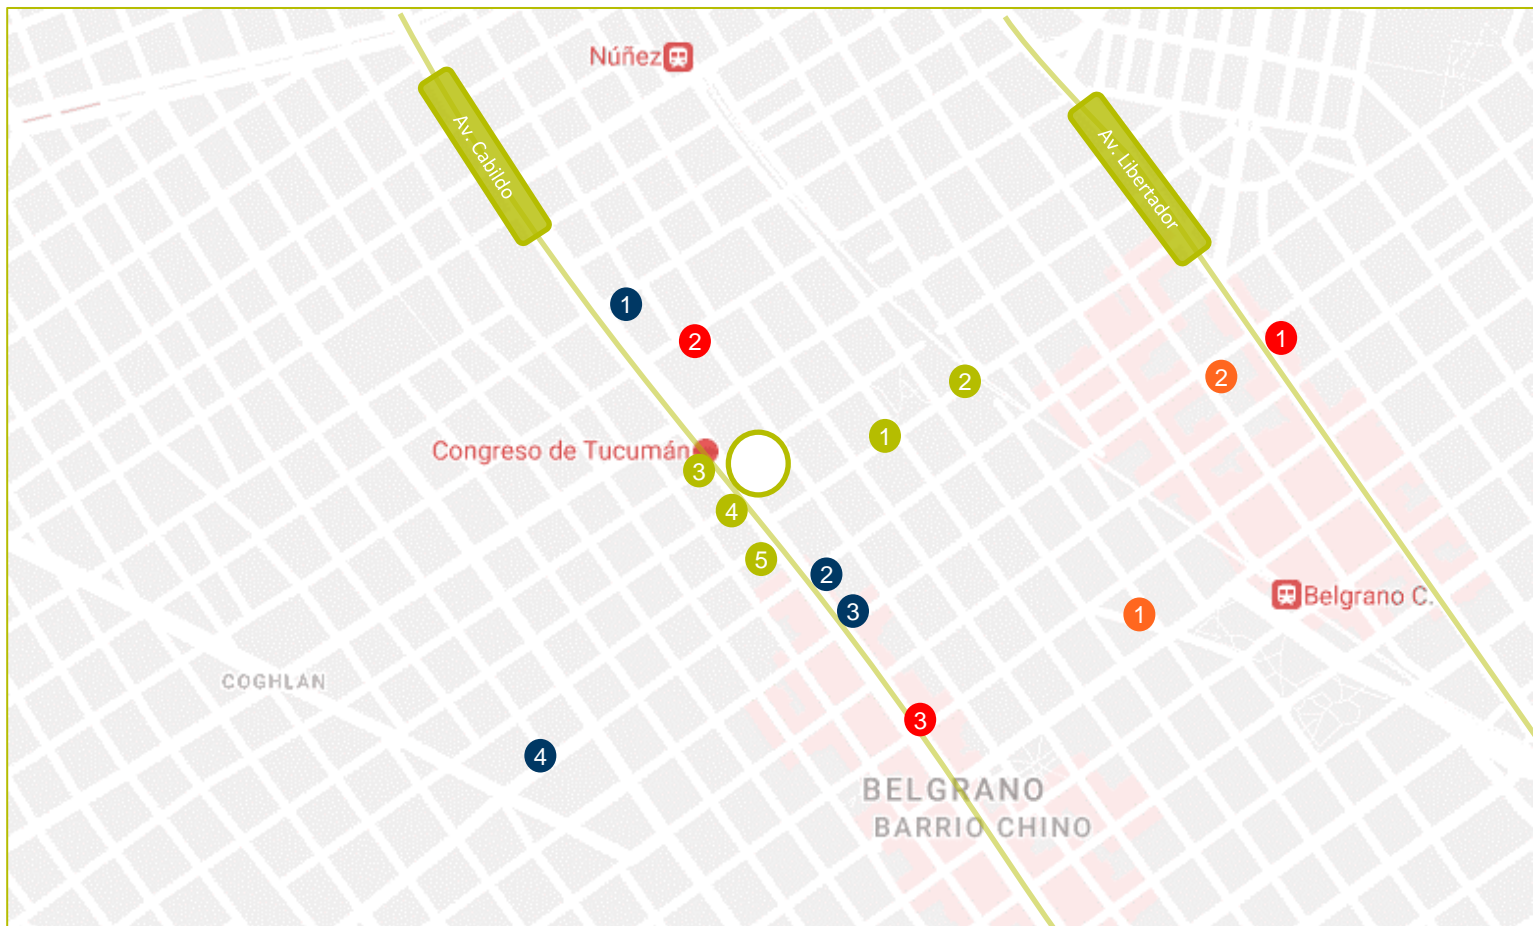 Núñez
Av. Cabildo
Av. Libertador
1
2
1
2
2
1
Congreso de Tucumán
3
4
5
2
3
1
Belgrano C.
COGHLAN
3
4
BELGRANO
BARRIO CHINO